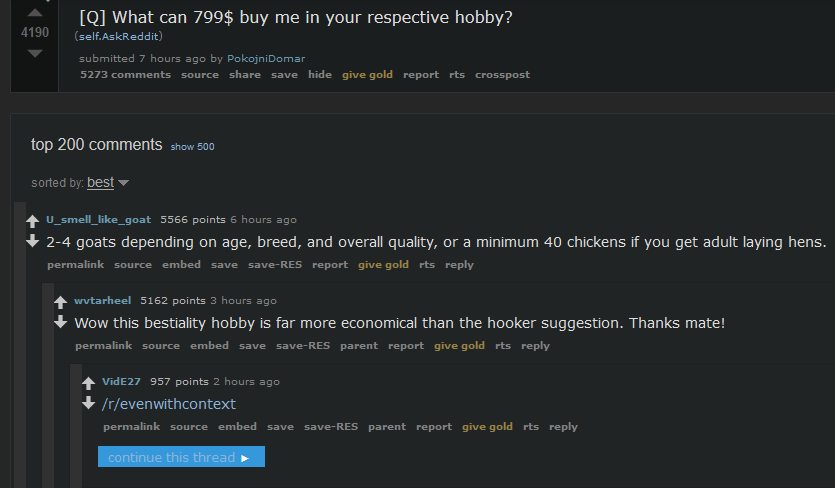 [Q] What can 799$ buy me in your respective hobby?
4190
(self.AskReddit)
submitted 7 hours ago by PokojniDomar
5273 comments source share save hide give gold report rts crosspost
top 200 comments show 500
sorted by: best
U_smell_like_goat 5566 points 6 hours ago
2-4 goats depending on age, breed, and overall quality, or a minimum 40 chickens if you get adult laying hens.
permalink source embed save save-RES report give gold rts reply
wvtarheel 5162 points 3 hours ago
Wow this bestiality hobby is far more economical than the hooker suggestion. Thanks mate!
permalink source embed save save-RES parent report give gold rts reply
VidE27 957 points 2 hours ago
/r/evenwithcontext
permalink source embed save save-RES parent report give gold rts reply
continue this thread ►